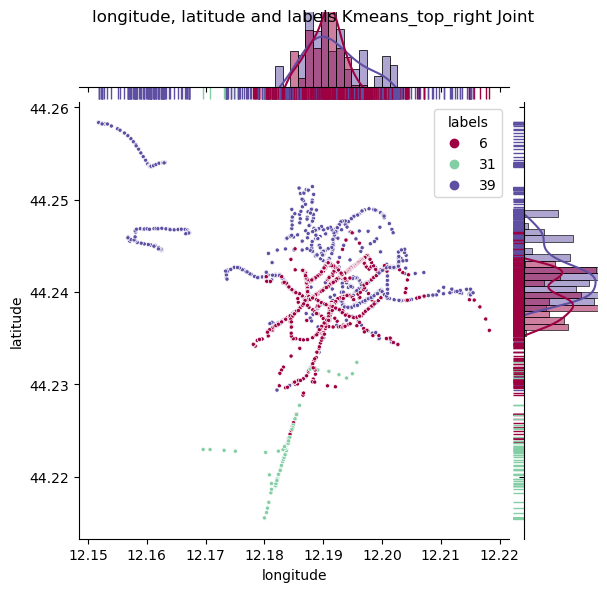 longitude, latitude and labels Kmeans_top_right Joint
labels
6
31
39
44.26
44.25
44.24
44.23
44.22
latitude
12.15 12.16 12.17 12.18 12.19 12.20 12.21 12.22
longitude